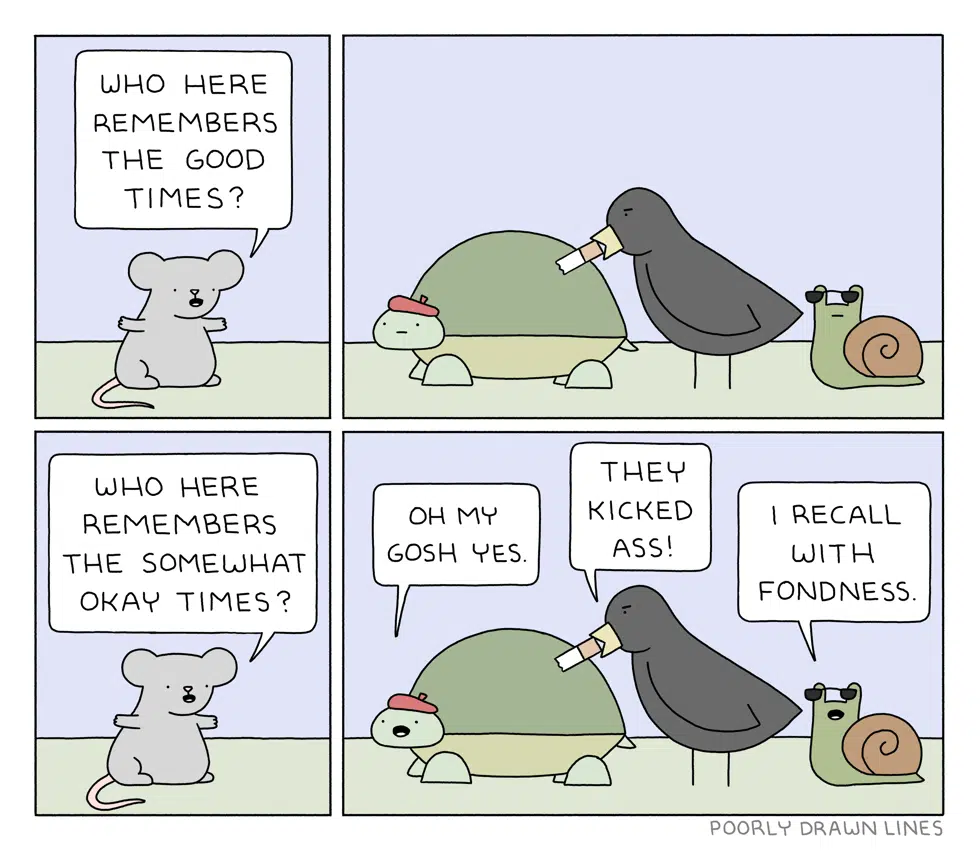 WHO HERE
REMEMBERS
THE GOOD
TIMES?
WHO HERE
REMEMBERS
THE SOMEWHAT
OKAY TIMES?
OH MY
GOSH YES.
THEY
KICKED
ASS!
I RECALL
WITH
FONDNESS.
POORLY DRAWN LINES